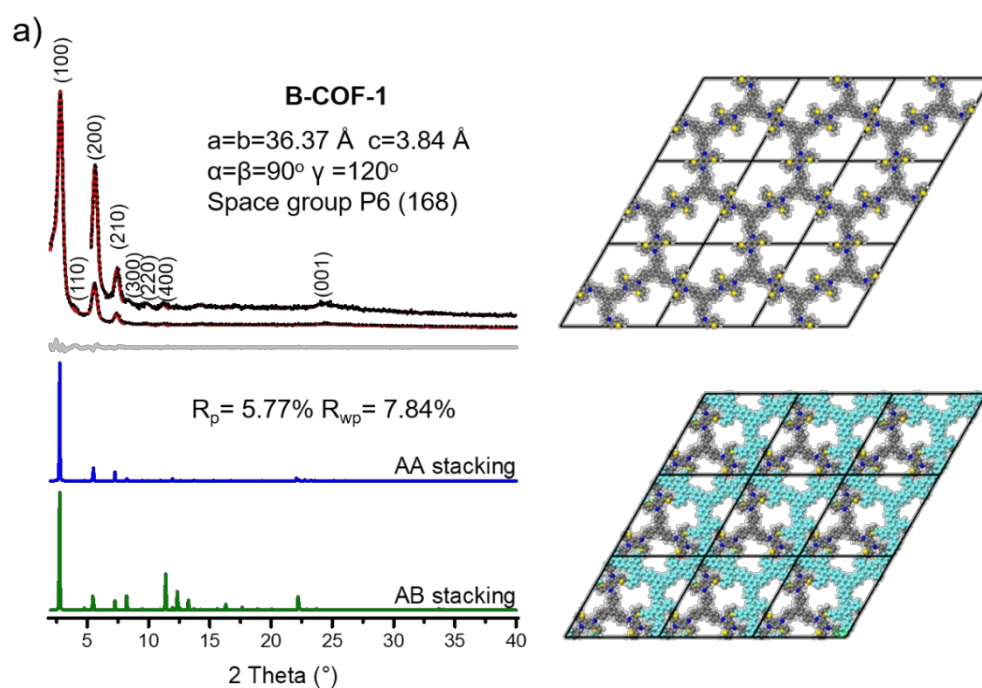 a)
(100)
(110)
(200)
(210)
(300)
(220)
(400)
(001)
B-COF-1
a=b=36.37 Å c=3.84 Å
α=β=90º γ =120º
Space group P6 (168)
Rp= 5.77% Rwp= 7.84%
AA stacking
AB stacking
5 10 15 20 25 30 35 40
2 Theta (°)